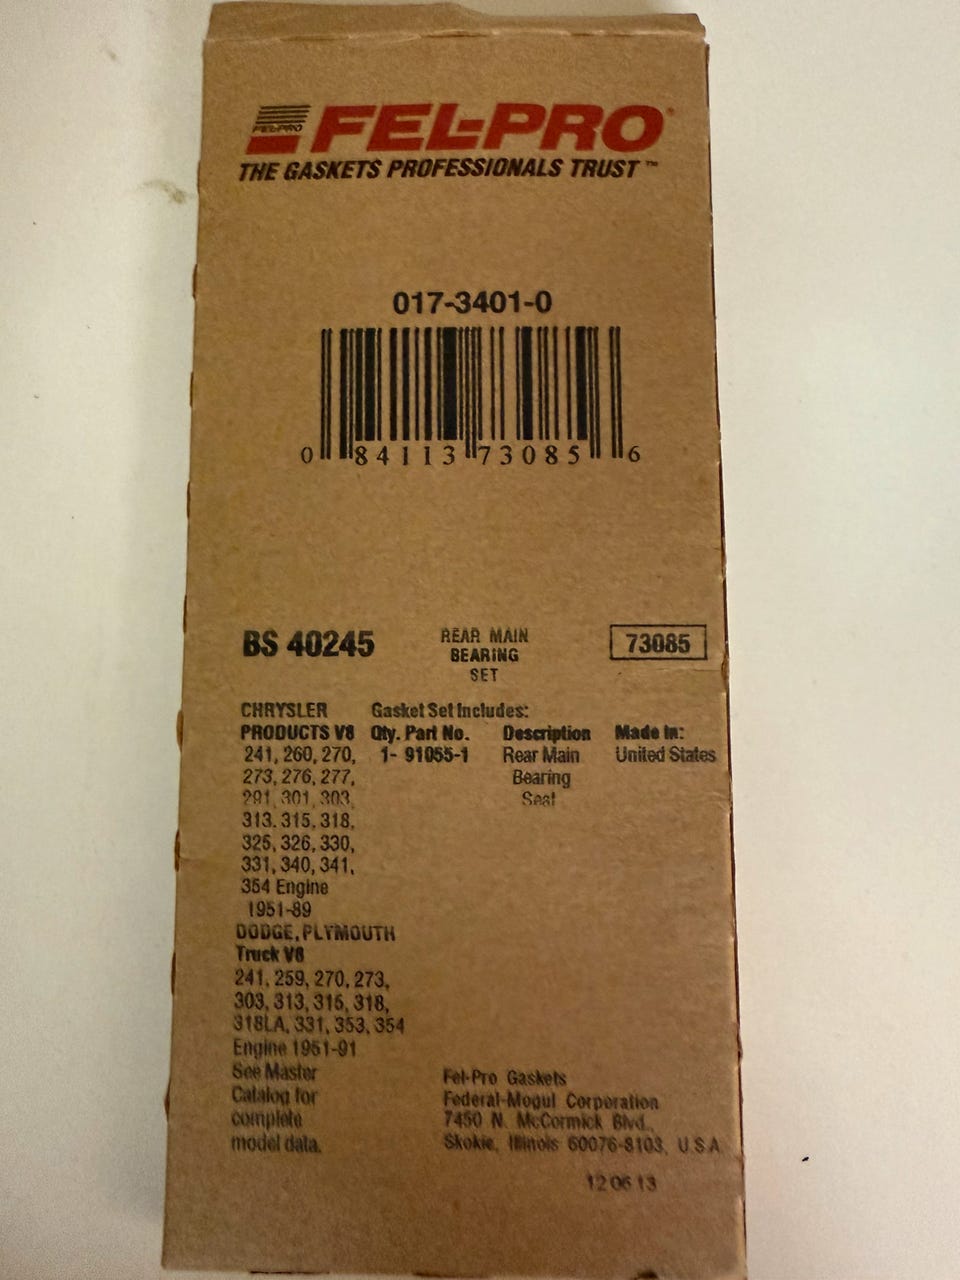 FEL-PRO
FEL-PRO®
THE GASKETS PROFESSIONALS TRUST™
017-3401-0
0 84113 73085 6
BS 40245
REAR MAIN
BEARING
SET
73085
CHRYSLER
PRODUCTS V8
241, 260, 270,
273, 276, 277,
291, 301, 303,
313, 315, 318,
325, 326, 330,
331, 340, 341,
354 Engine
1951-89
DODGE, PLYMOUTH
Truck V8
241, 259, 270, 273,
303, 313, 315, 318,
318LA, 331, 353, 354
Engine 1951-91
See Master
Catalog for
complete
model data.
Gasket Set Includes:
Qty. Part No. Description Made In:
1- 91055-1 Rear Main United States
Bearing
Seal
Fel-Pro Gaskets
Federal-Mogul Corporation
7450 N. McCormick Blvd.,
Skokie, Illinois 60076-8103, U.S.A.
12 06 13